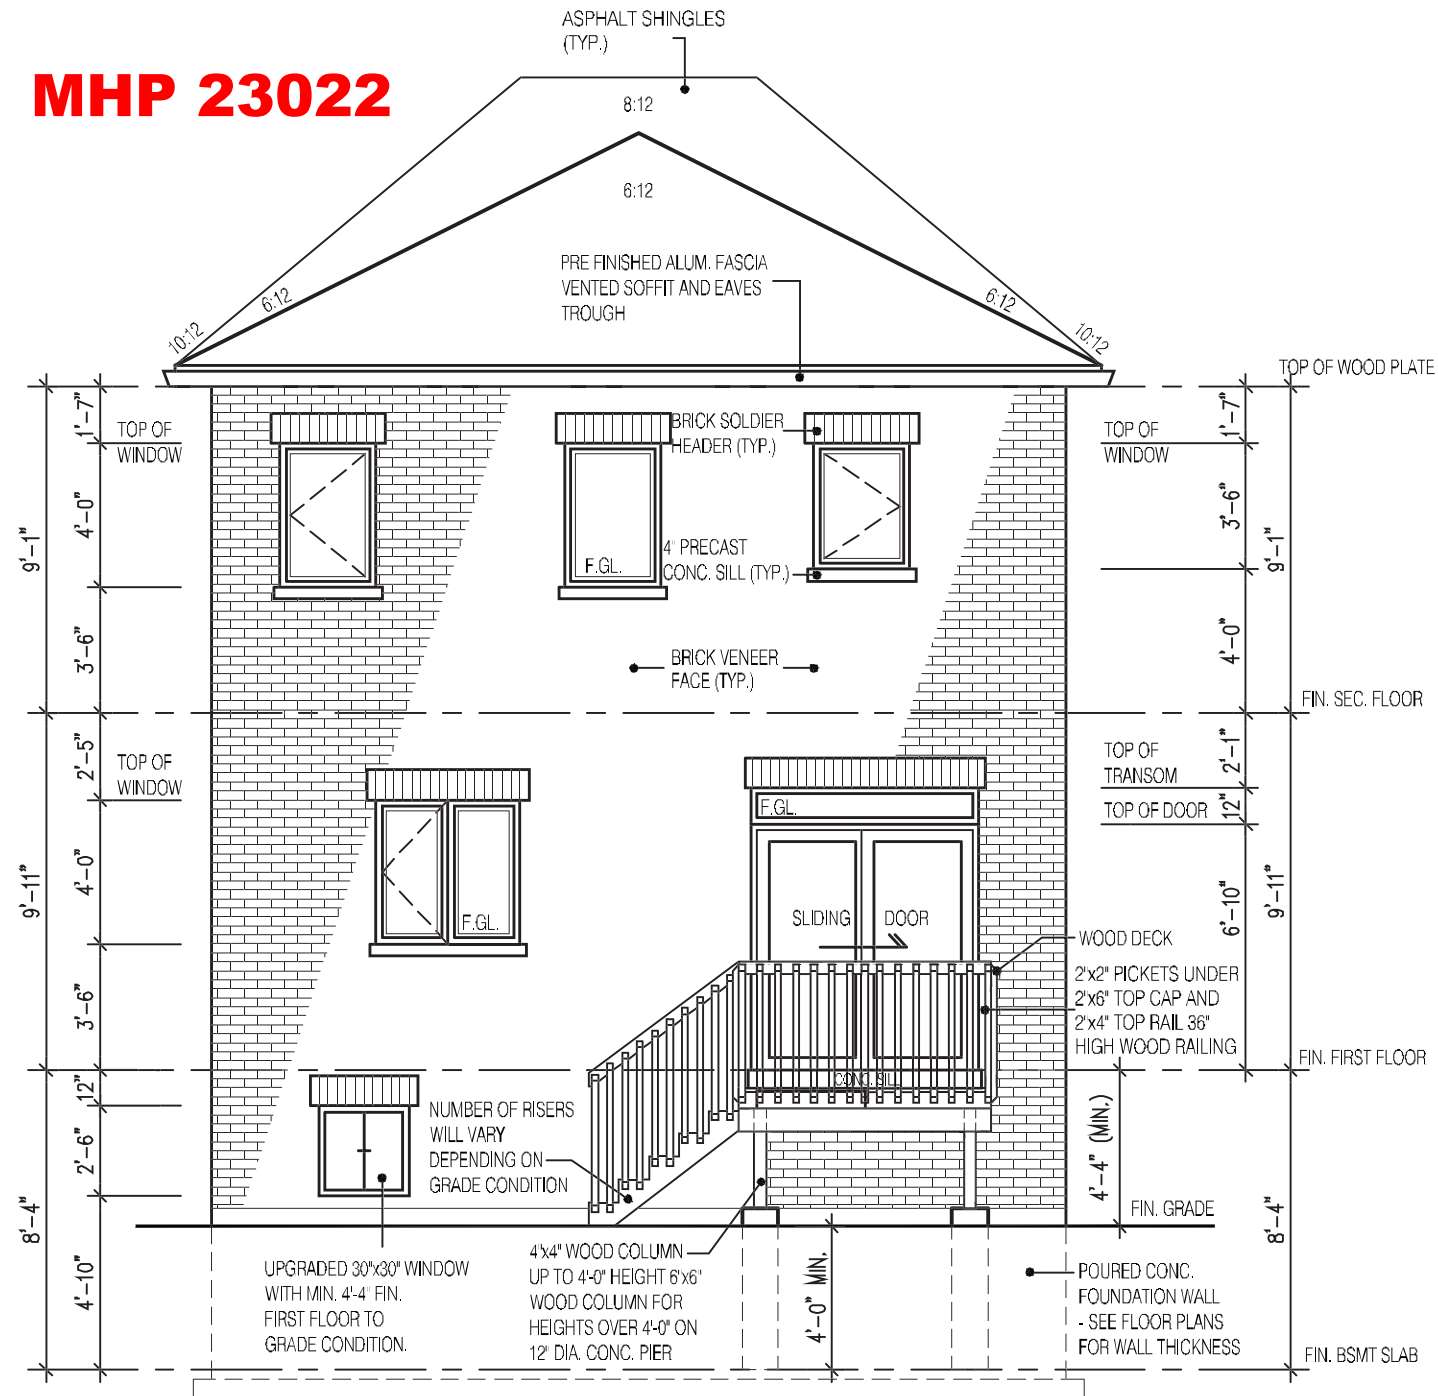 ASPHALT SHINGLES
(TYP.)
MHP 23022
8:12
6:12
PRE FINISHED ALUM. FASCIA
VENTED SOFFIT AND EAVES
TROUGH
6:12
6:12
10:12
10:12
TOP OF WOOD PLATE
1'-7"
TOP OF
WINDOW
BRICK SOLDIER
HEADER (TYP.)
TOP OF
WINDOW
1'-7"
4'-0"
3'-6"
9'-1"
9'-1"
F.GL.
4" PRECAST
CONC. SILL (TYP.)
3'-6"
4'-0"
BRICK VENEER
FACE (TYP.)
FIN. SEC. FLOOR
2'-5"
TOP OF
WINDOW
TOP OF
TRANSOM
2'-1"
TOP OF DOOR
12"
F.GL.
4'-0"
9'-11"
F.GL.
SLIDING DOOR
6'-10"
9'-11"
WOOD DECK
2"x2" PICKETS UNDER
2"x6" TOP CAP AND
2"x4" TOP RAIL 36"
HIGH WOOD RAILING
3'-6"
FIN. FIRST FLOOR
CONC. SILL
12"
NUMBER OF RISERS
WILL VARY
DEPENDING ON
GRADE CONDITION
2'-6"
4'-4" (MIN.)
FIN. GRADE
8'-4"
8'-4"
4'-10"
UPGRADED 30"x30" WINDOW
WITH MIN. 4'-4" FIN.
FIRST FLOOR TO
GRADE CONDITION.
4"x4" WOOD COLUMN
UP TO 4'-0" HEIGHT 6"x6"
WOOD COLUMN FOR
HEIGHTS OVER 4'-0" ON
12" DIA. CONC. PIER
4'-0" MIN.
POURED CONC.
FOUNDATION WALL
- SEE FLOOR PLANS
FOR WALL THICKNESS
FIN. BSMT SLAB